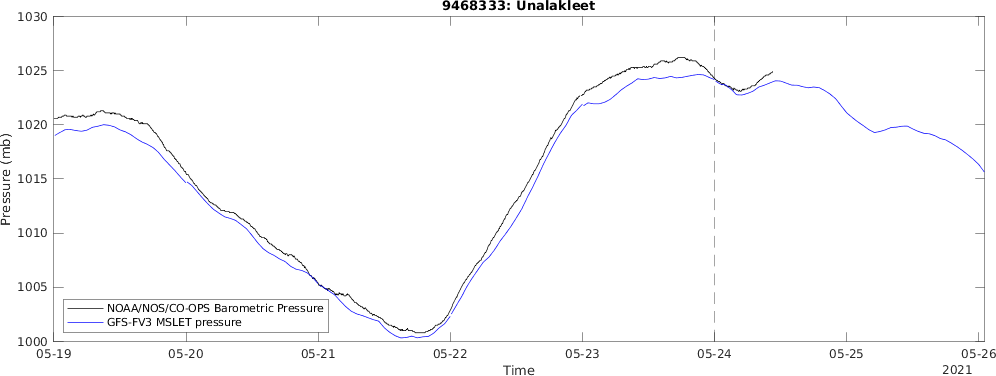 9468333: Unalakleet
1030
1025
1020
1015
1010
1005
1000
Pressure (mb)
NOAA/NOS/CO-OPS Barometric Pressure
GFS-FV3 MSLET pressure
05-19 05-20 05-21 05-22 05-23 05-24 05-25 05-26
Time
2021